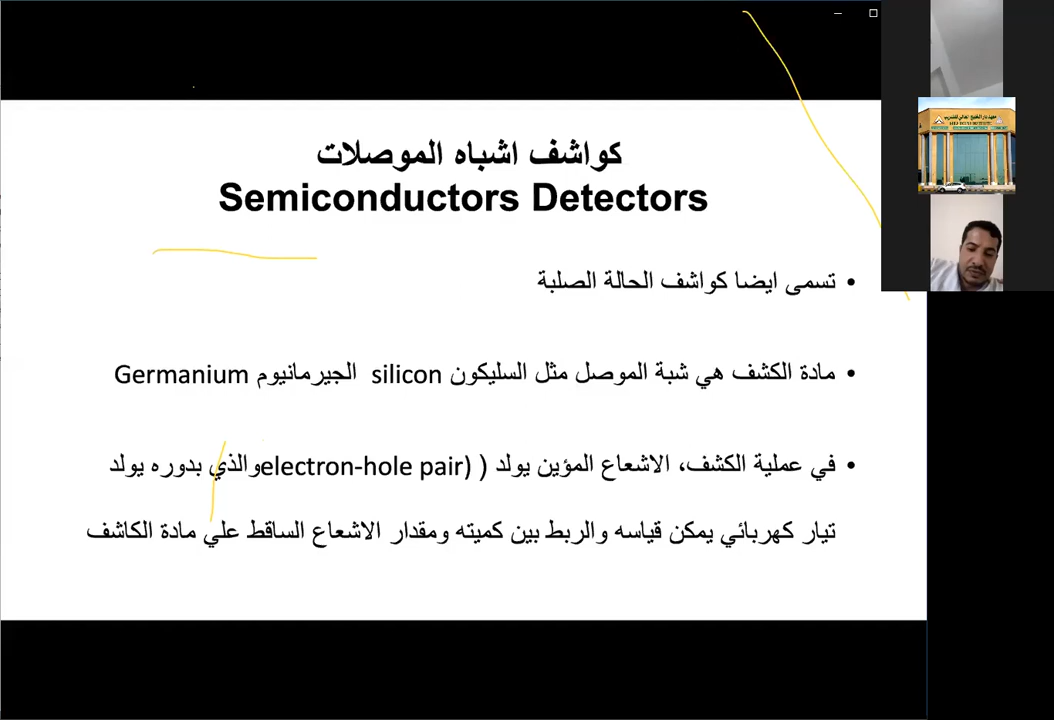 كواشف اشباه الموصلات
Semiconductors Detectors
• تسمى ايضا كواشف الحالة الصلبة
• مادة الكشف هي شبة الموصل مثل السليكون silicon الجيرمانيوم Germanium
• في عملية الكشف، الاشعاع المؤين يولد ( (electron-hole pairوالذي بدوره يولد
تيار كهربائي يمكن قياسه والربط بين كميته ومقدار الاشعاع الساقط علي مادة الكاشف